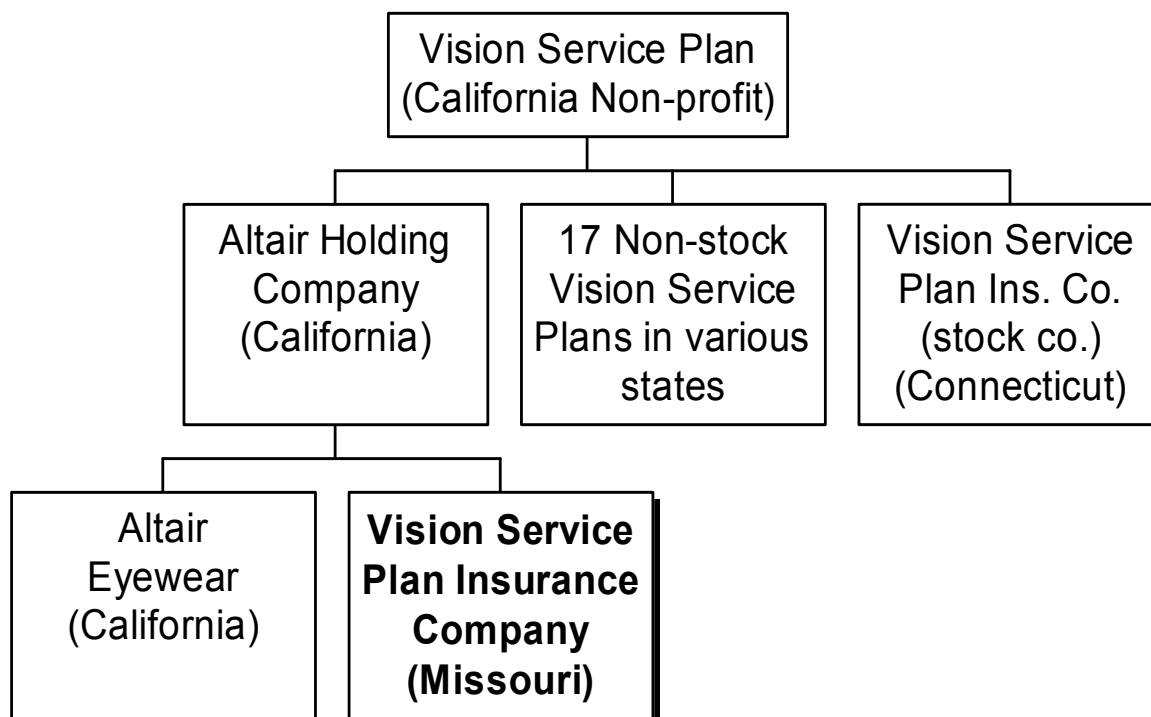 Vision Service Plan
(California Non-profit)
Altair Holding
Company
(California)
17 Non-stock
Vision Service
Plans in various
states
Vision Service
Plan Ins. Co.
(stock co.)
(Connecticut)
Altair
Eyewear
(California)
Vision Service
Plan Insurance
Company
(Missouri)